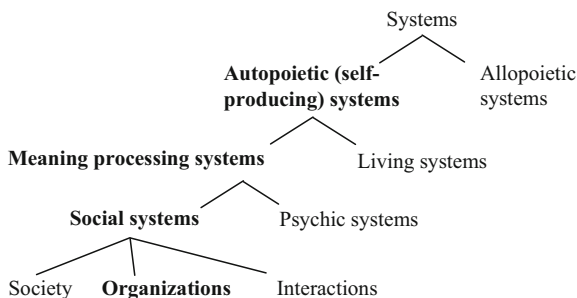 Systems
Autopoietic (self-
producing) systems
Allopoietic
systems
Meaning processing systems
Living systems
Social systems
Psychic systems
Society
Organizations
Interactions